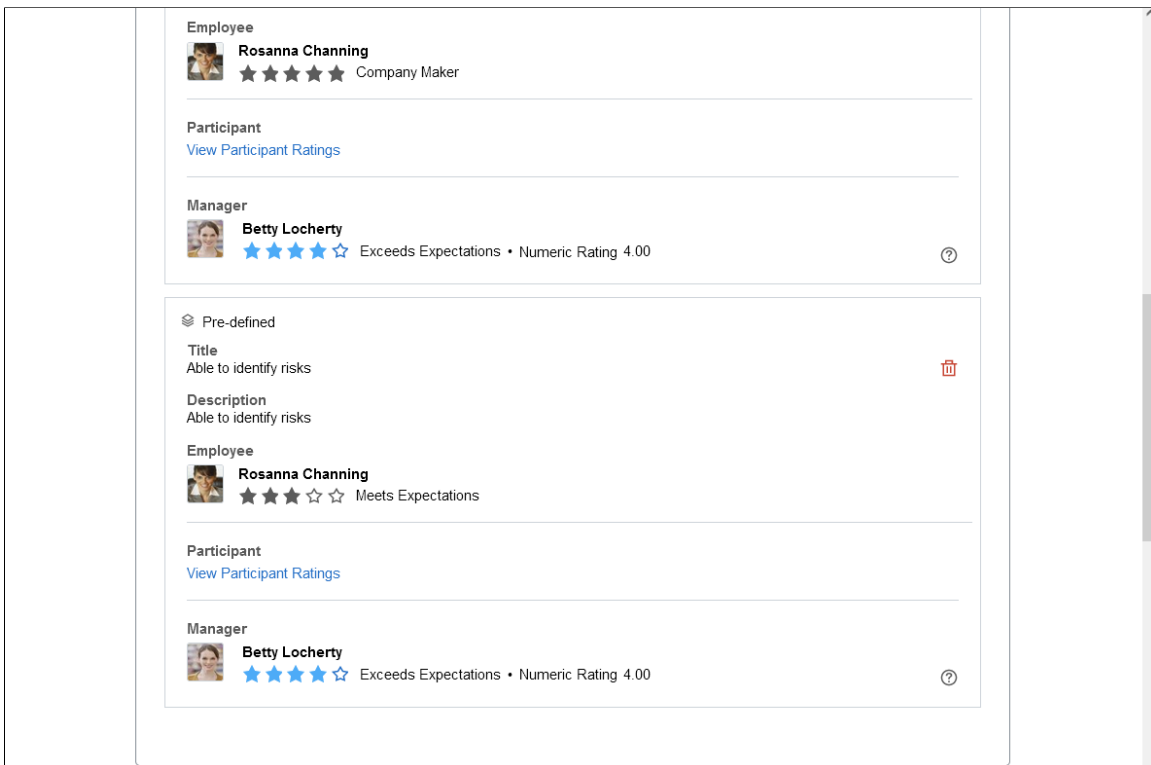 Employee
Rosanna Channing
Company Maker
Participant
View Participant Ratings
Manager
Betty Locherty
Exceeds Expectations • Numeric Rating 4.00
Pre-defined
Title
Able to identify risks
Description
Able to identify risks
Employee
Rosanna Channing
Meets Expectations
Participant
View Participant Ratings
Manager
Betty Locherty
Exceeds Expectations • Numeric Rating 4.00